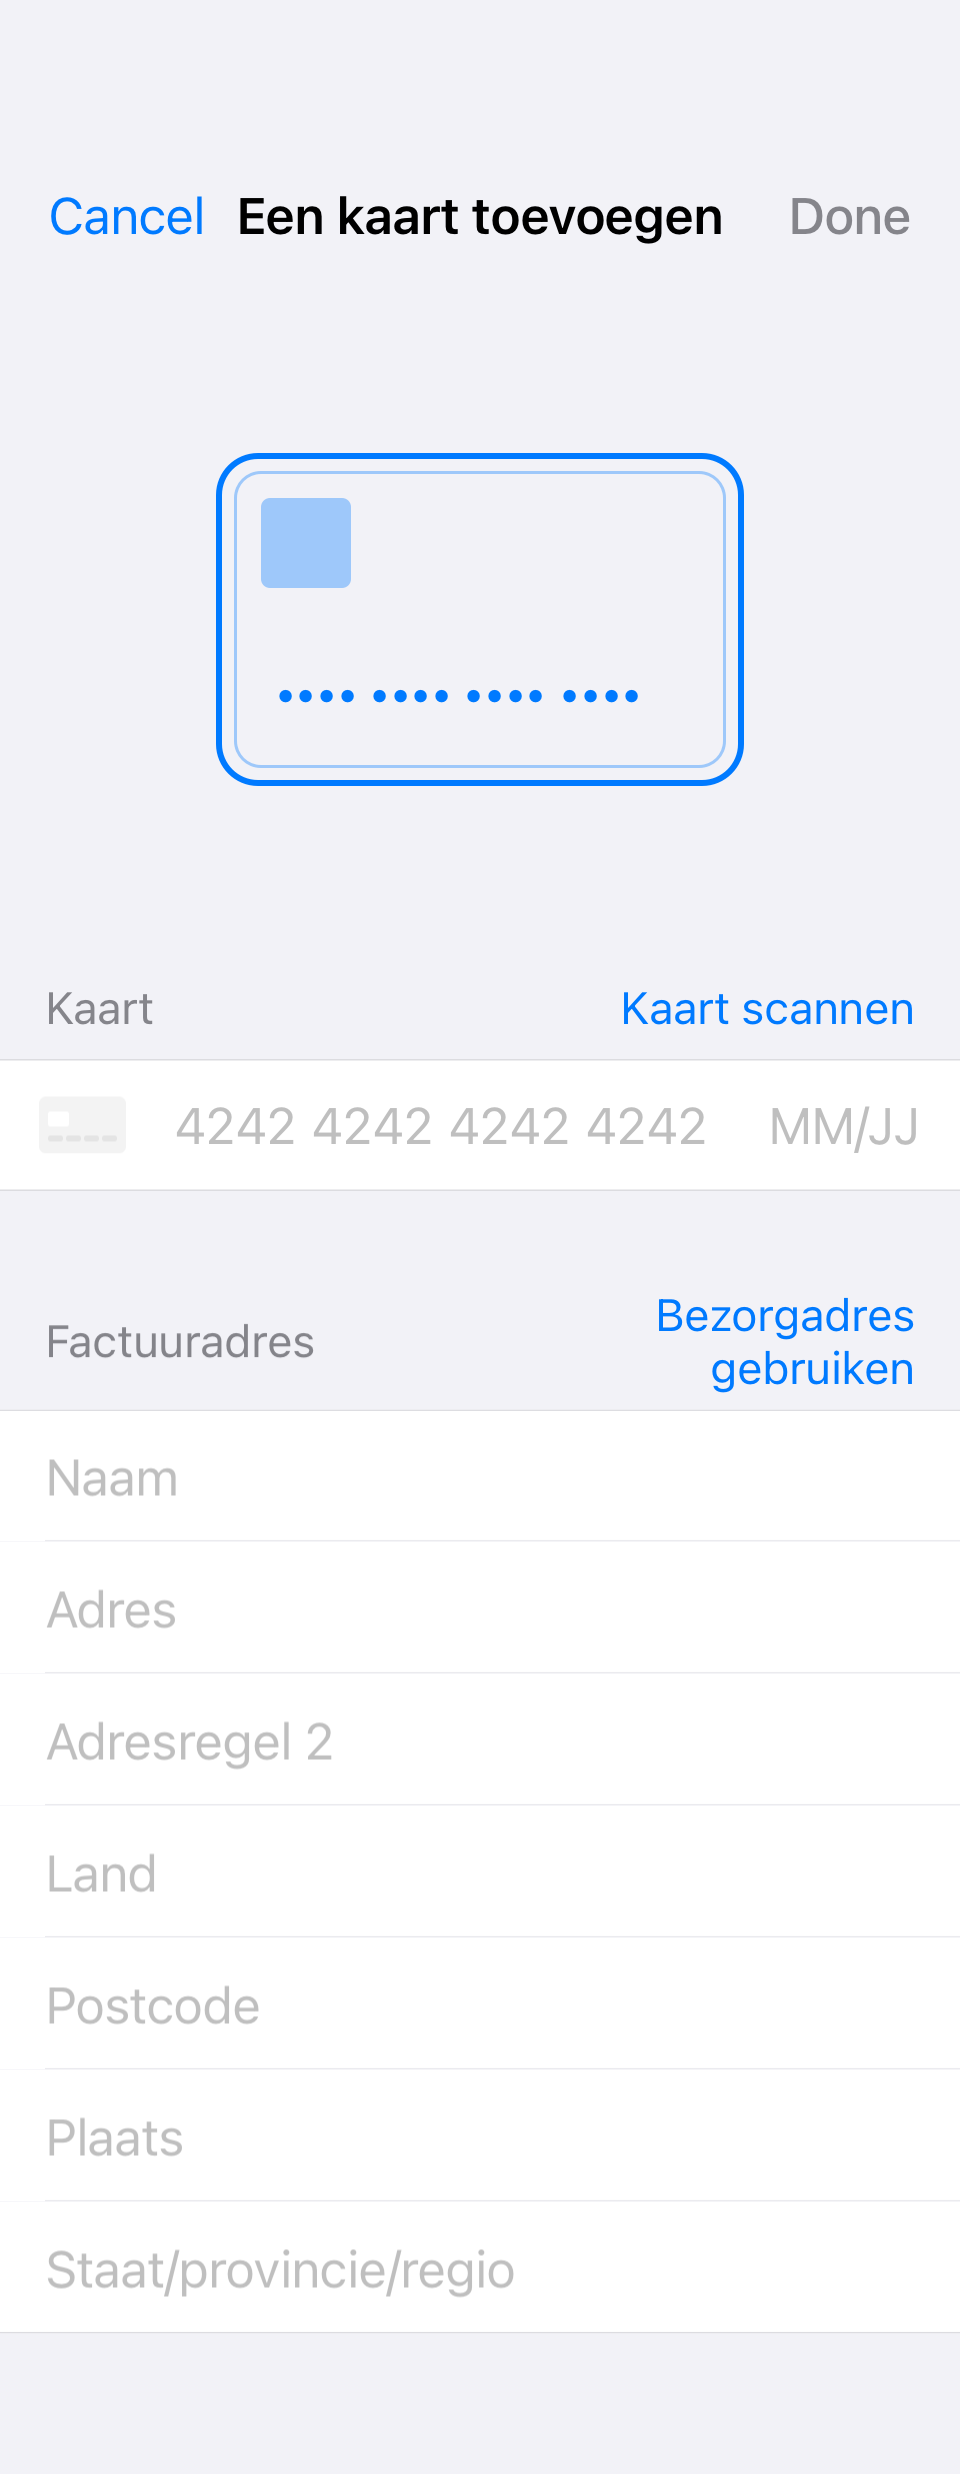 Cancel Een kaart toevoegen Done
Kaart Kaart scannen
4242 4242 4242 4242 MM/JJ
Factuuradres Bezorgadres
gebruiken
Naam
Adres
Adresregel 2
Land
Postcode
Plaats
Staat/provincie/regio